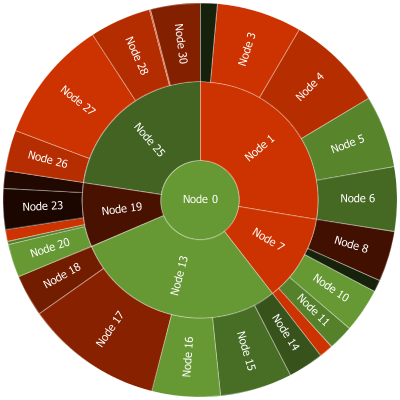 Node 0
Node 1
Node 3
Node 4
Node 5
Node 6
Node 7
Node 8
Node 10
Node 11
Node 13
Node 14
Node 15
Node 16
Node 17
Node 18
Node 19
Node 20
Node 23
Node 25
Node 26
Node 27
Node 28
Node 30